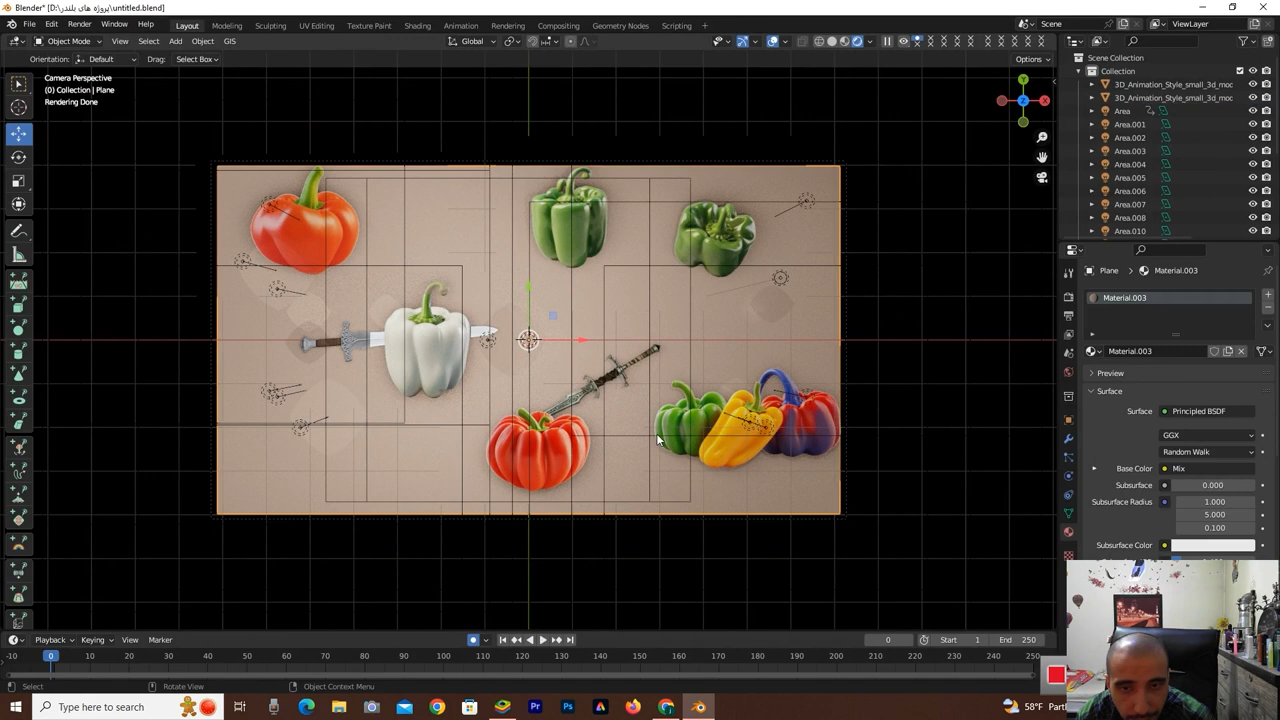 Blender* [D:\پروژه های بلندر\untitled.blend]
File Edit Render Window Help
Layout Modeling Sculpting UV Editing Texture Paint Shading Animation Rendering Compositing Geometry Nodes Scripting +
Scene ViewLayer
Object Mode View Select Add Object GIS Global
Orientation: Default Drag: Select Box Options
Camera Perspective
(0) Collection | Plane
Rendering Done
Y
X
Z
Scene Collection
Collection
3D_Animation_Style_small_3d_moc
3D_Animation_Style_small_3d_moc
Area
Area.001
Area.002
Area.003
Area.004
Area.005
Area.006
Area.007
Area.008
Area.010
Plane > Material.003
Material.003
Material.003
Preview
Surface
Surface Principled BSDF
GGX
Random Walk
Base Color Mix
Subsurface 0.000
Subsurface Radius 1.000
5.000
0.100
Subsurface Color
Playback Keying View Marker 0 Start 1 End 250
-10 0 10 20 30 40 50 60 70 80 90 100 110 120 130 140 150 160 170 180 190 200 210 220 230 240 250
Select Rotate View Object Context Menu
Type here to search 58°F